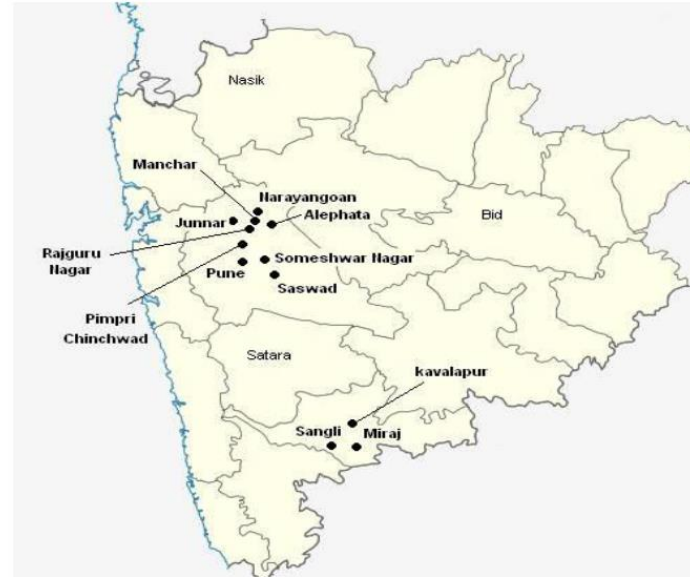 Nasik
Manchar
Narayangoan
Junnar
Alephata
Bid
Rajguru
Nagar
Someshwar Nagar
Pune
Saswad
Pimpri
Chinchwad
Satara
kavalapur
Sangli
Miraj